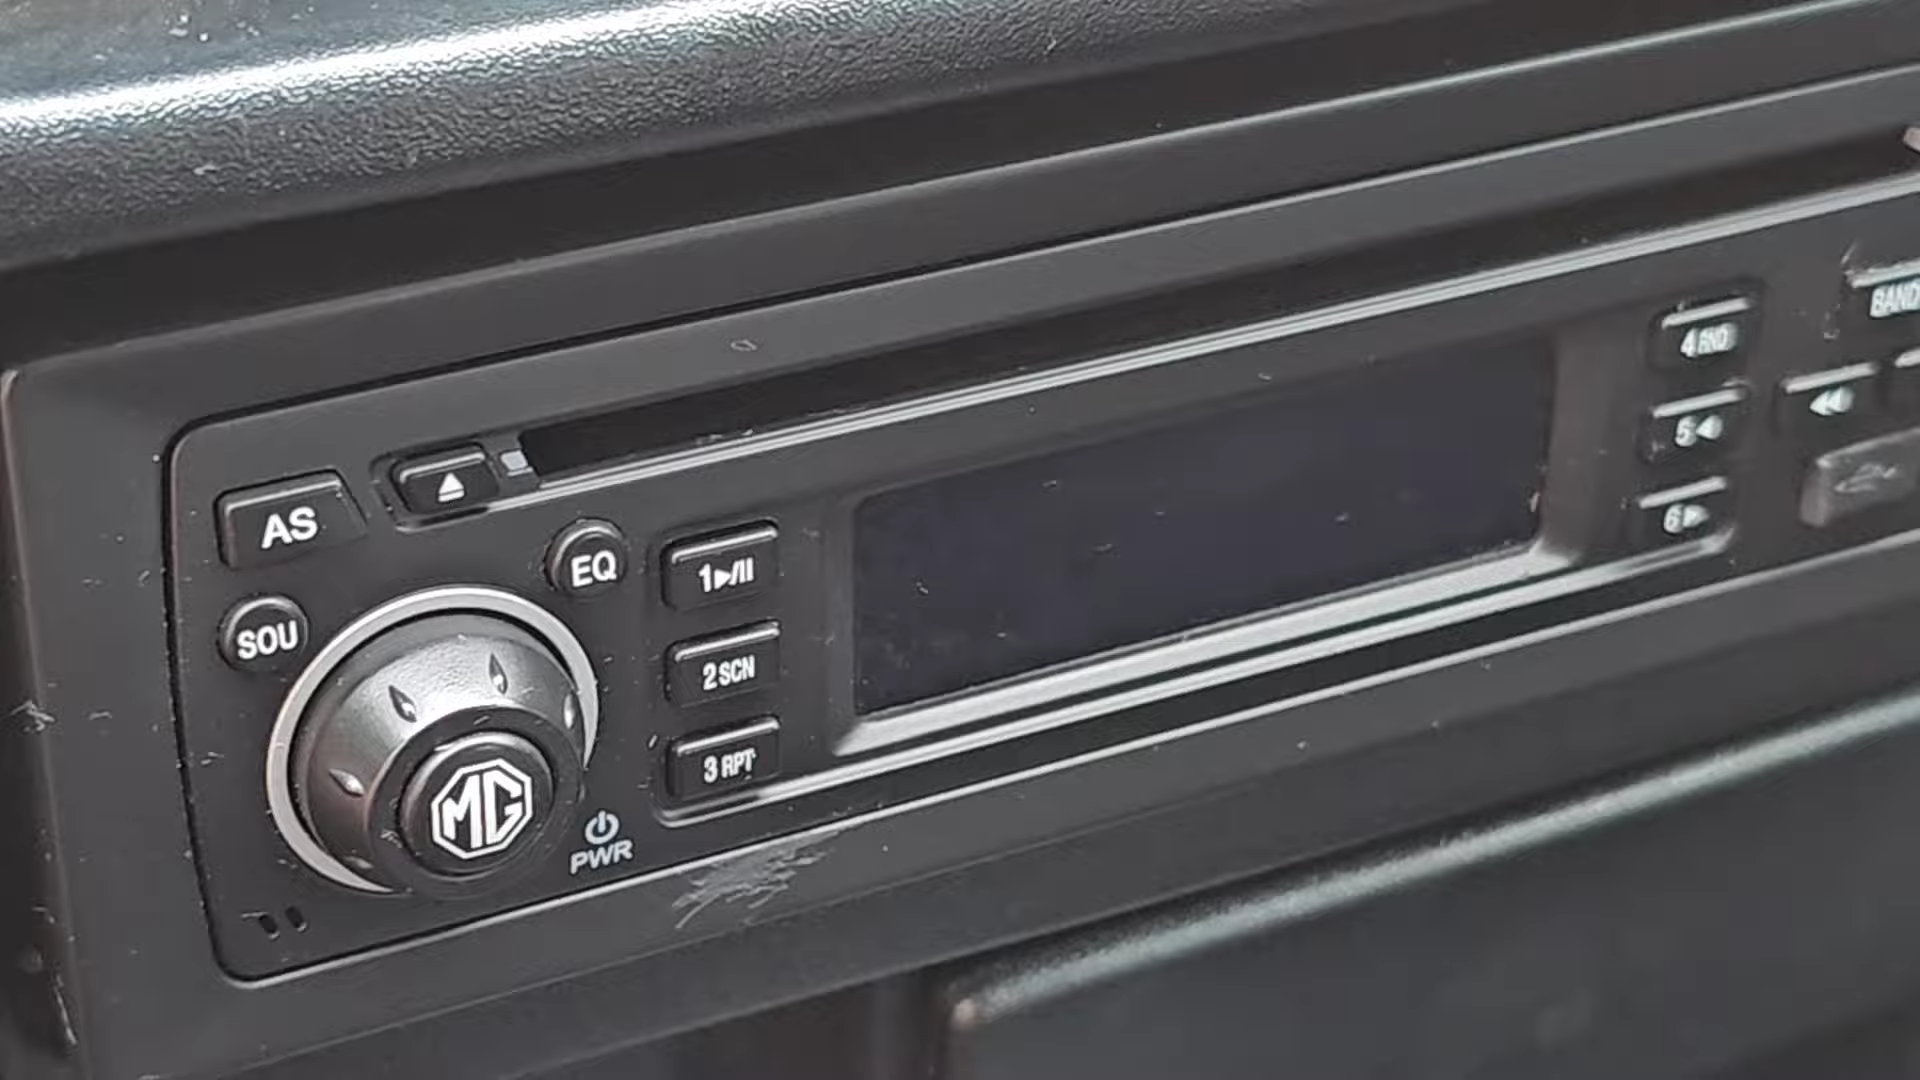 AS
EQ
SOU
1▶/II
2 SCN
3 RPT
MG
PWR
4 RND
5◀
6▶
BAND